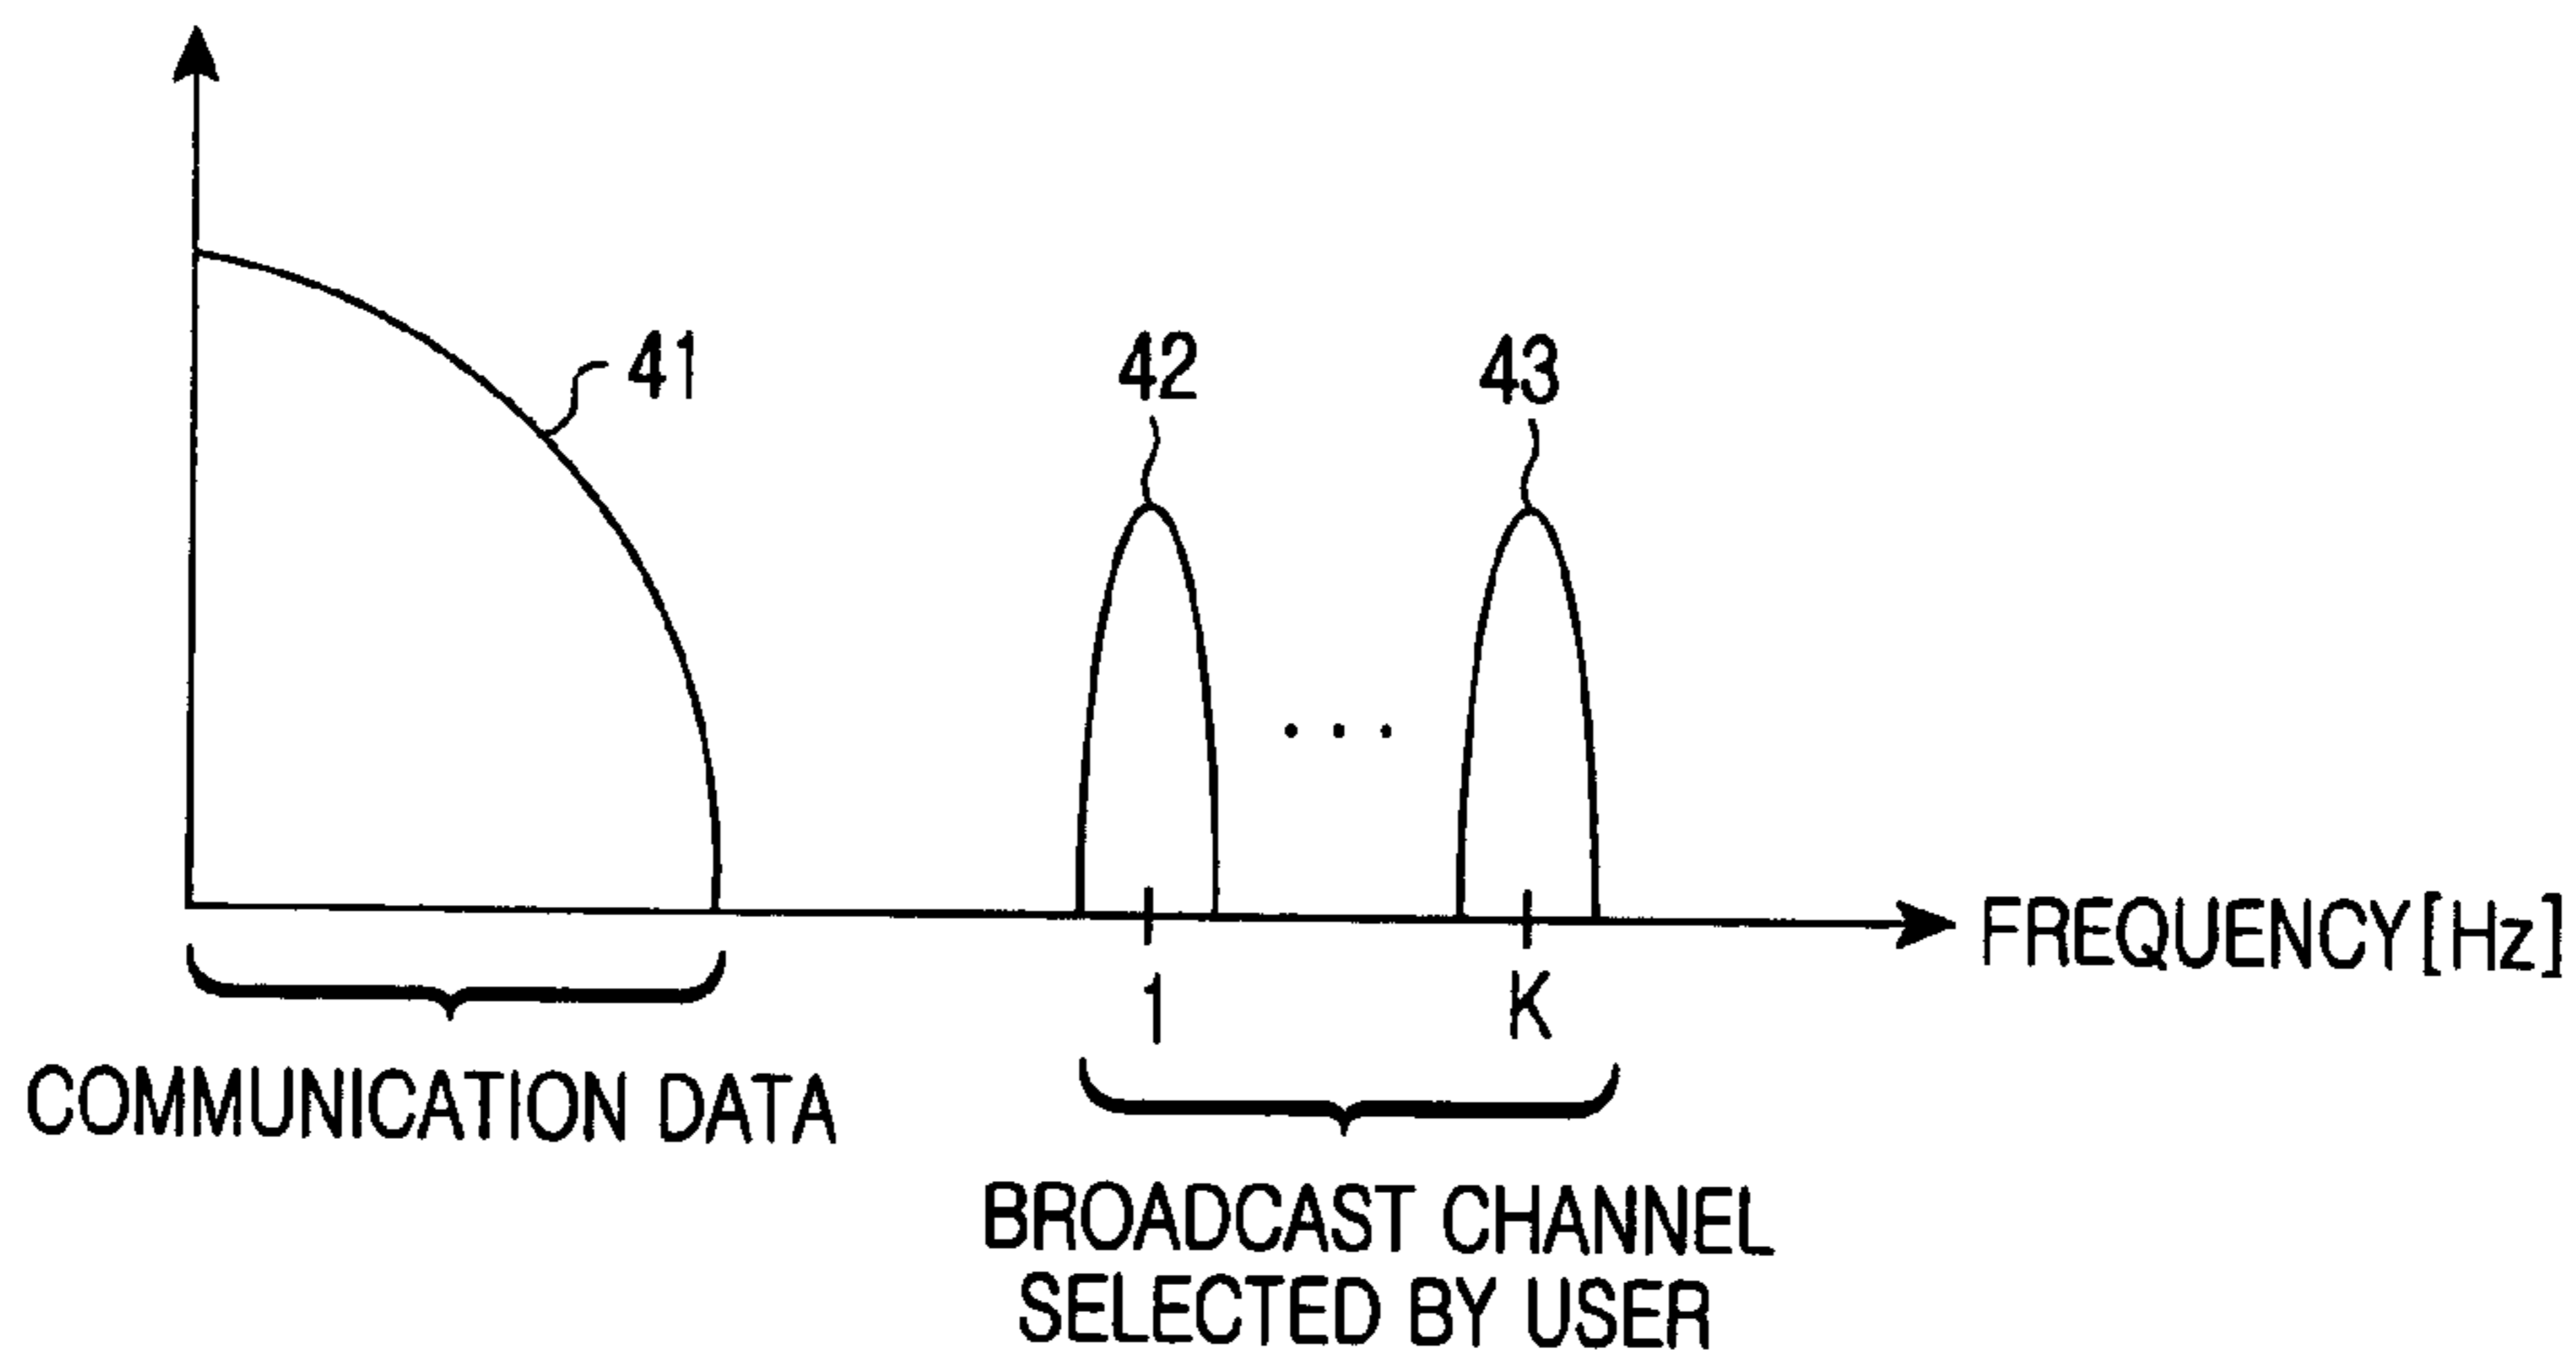 41
42
43
. . .
FREQUENCY[Hz]
1
K
COMMUNICATION DATA
BROADCAST CHANNEL
SELECTED BY USER